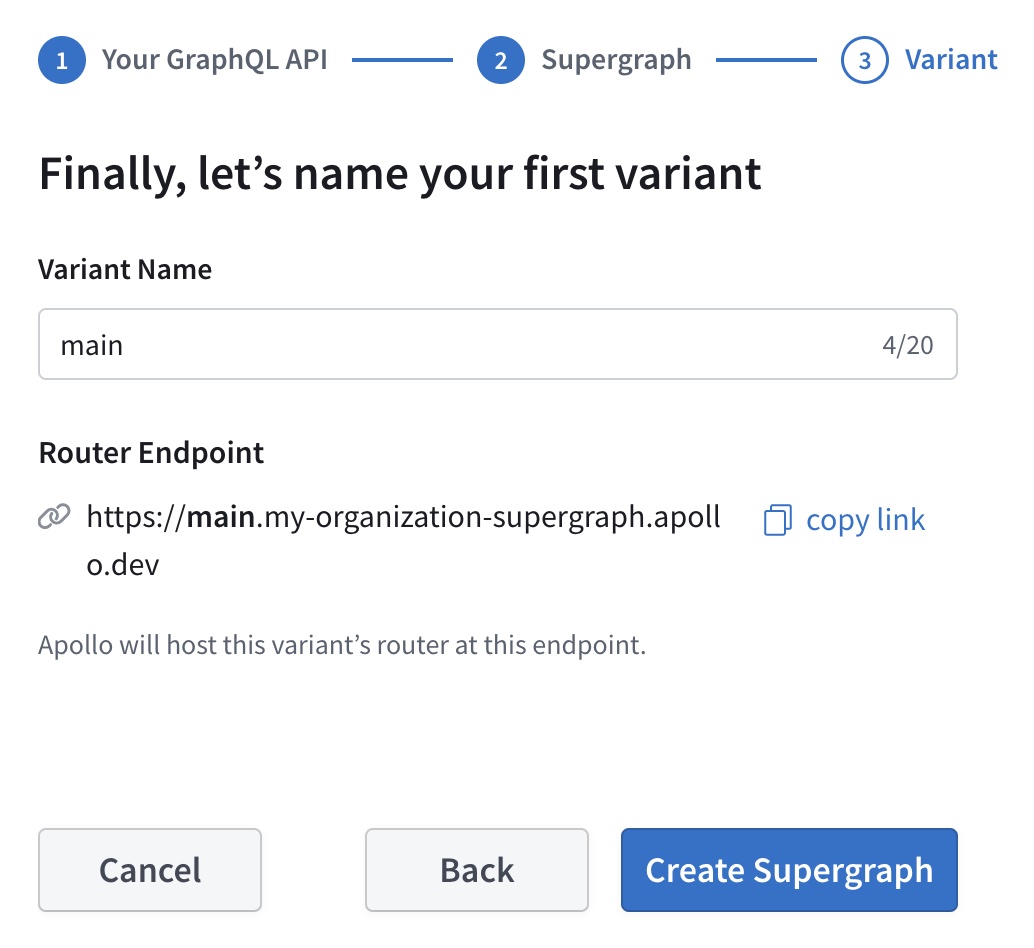 1 Your GraphQL API 2 Supergraph 3 Variant
Finally, let’s name your first variant
Variant Name
main 4/20
Router Endpoint
https://main.my-organization-supergraph.apoll copy link
o.dev
Apollo will host this variant’s router at this endpoint.
Cancel Back Create Supergraph